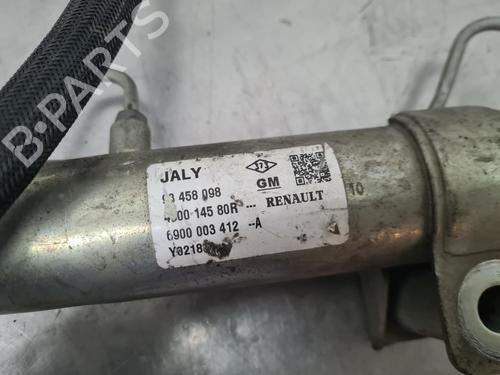 B-PARTS
JALY
93 458 098
GM
4900 145 80R ... RENAULT
6900 003 412 --A
10